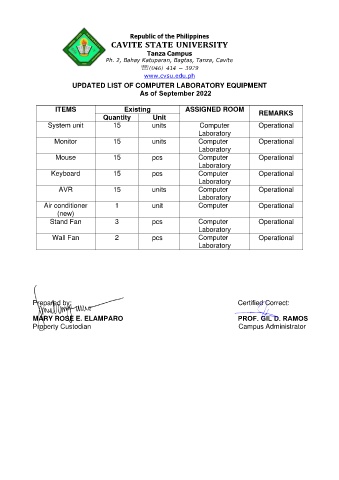 Republic of the Philippines
CAVITE STATE UNIVERSITY
Tanza Campus
Ph. 2, Bahay Katuparan, Bagtas, Tanza, Cavite
☏(046) 414 – 3979
www.cvsu.edu.ph
UPDATED LIST OF COMPUTER LABORATORY EQUIPMENT
As of September 2022
ITEMS Existing ASSIGNED ROOM REMARKS
Quantity Unit
System unit 15 units Computer Laboratory Operational
Monitor 15 units Computer Laboratory Operational
Mouse 15 pcs Computer Laboratory Operational
Keyboard 15 pcs Computer Laboratory Operational
AVR 15 units Computer Laboratory Operational
Air conditioner (new) 1 unit Computer Operational
Stand Fan 3 pcs Computer Laboratory Operational
Wall Fan 2 pcs Computer Laboratory Operational
Prepared by: Certified Correct:
MARY ROSE E. ELAMPARO PROF. GIL D. RAMOS
Property Custodian Campus Administrator